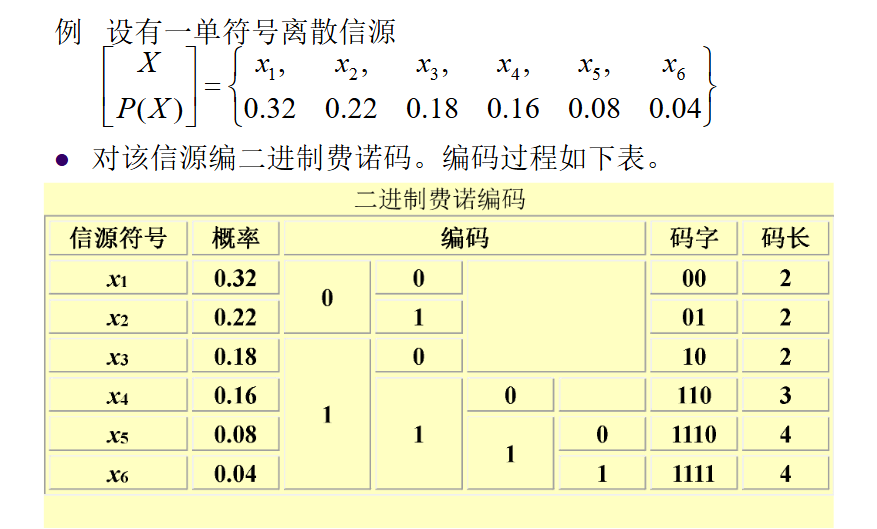 例 设有一单符号离散信源
[X P(X)] = {x1, x2, x3, x4, x5, x6
0.32 0.22 0.18 0.16 0.08 0.04}
● 对该信源编二进制费诺码。编码过程如下表。
二进制费诺编码
信源符号 概率 编码 码字 码长
x1 0.32 0 0 00 2
x2 0.22 1 01 2
x3 0.18 1 0 10 2
x4 0.16 1 0 110 3
x5 0.08 1 0 1110 4
x6 0.04 1 1111 4